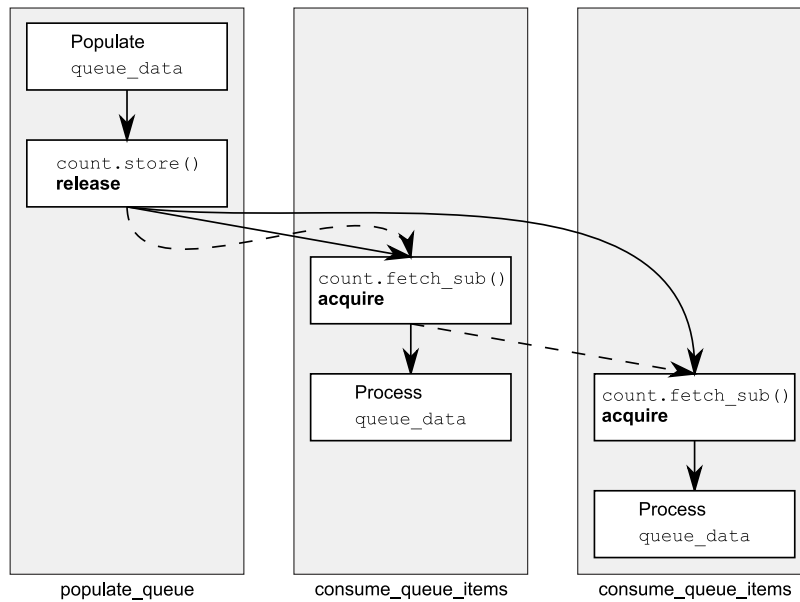 Populate
queue_data
count.store()
release
count.fetch_sub()
acquire
Process
queue_data
count.fetch_sub()
acquire
Process
queue_data
populate_queue
consume_queue_items
consume_queue_items